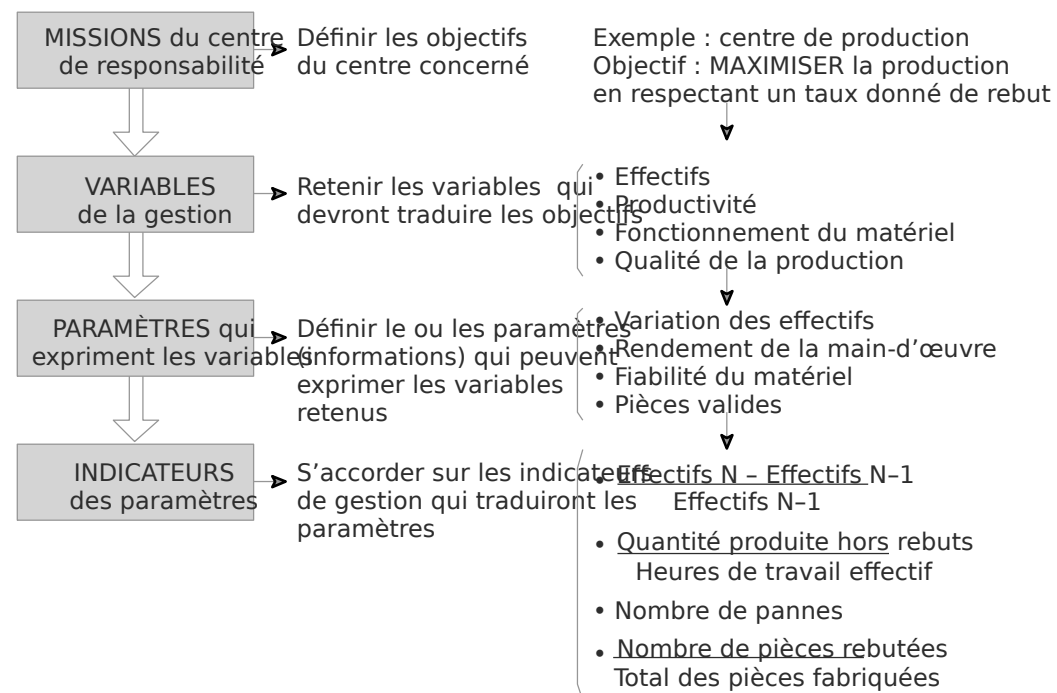 MISSIONS du centre
de responsabilité
Définir les objectifs
du centre concerné
Exemple : centre de production
Objectif : MAXIMISER la production
en respectant un taux donné de rebut
VARIABLES
de la gestion
Retenir les variables qui
devront traduire les objectifs
• Effectifs
• Productivité
• Fonctionnement du matériel
• Qualité de la production
PARAMÈTRES qui
expriment les variables
Définir le ou les paramètres
(informations) qui peuvent
exprimer les variables
retenus
• Variation des effectifs
• Rendement de la main-d’œuvre
• Fiabilité du matériel
• Pièces valides
INDICATEURS
des paramètres
S’accorder sur les indicateurs
de gestion qui traduiront les
paramètres
• Effectifs N – Effectifs N–1
Effectifs N–1
• Quantité produite hors rebuts
Heures de travail effectif
• Nombre de pannes
• Nombre de pièces rebutées
Total des pièces fabriquées